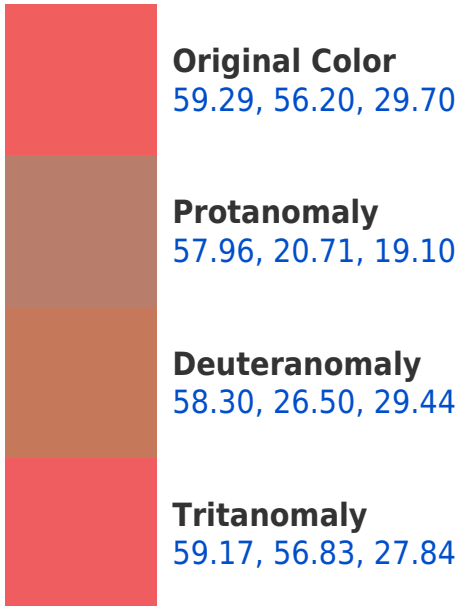 Original Color
59.29, 56.20, 29.70
Protanomaly
57.96, 20.71, 19.10
Deuteranomaly
58.30, 26.50, 29.44
Tritanomaly
59.17, 56.83, 27.84